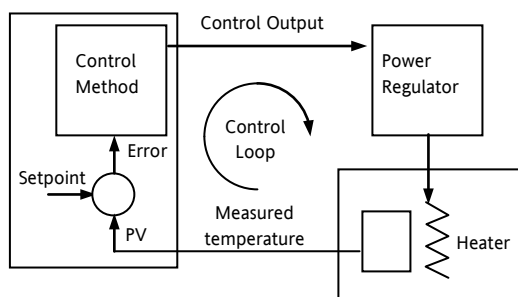 Control Output
Control
Method
Power
Regulator
Control
Loop
Error
Setpoint
PV
Measured
temperature
Heater